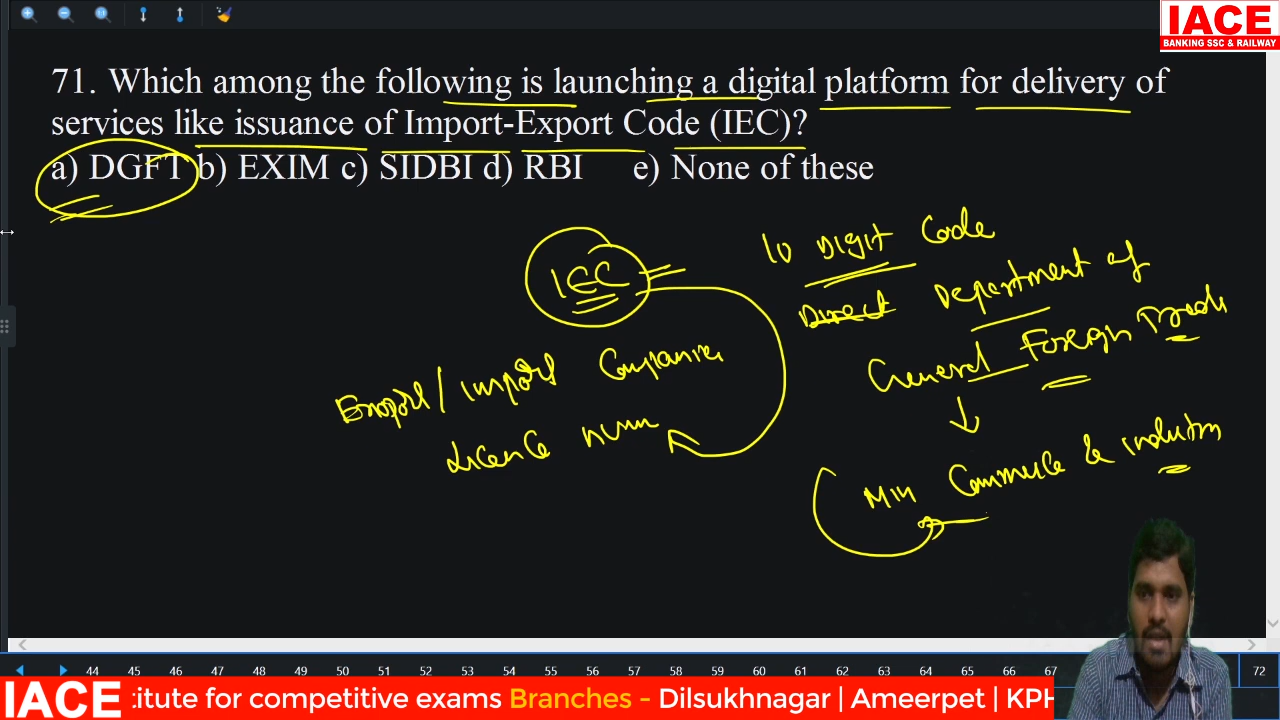 IACE
BANKING SSC & RAILWAY
71. Which among the following is launching a digital platform for delivery of
services like issuance of Import-Export Code (IEC)?
a) DGFT b) EXIM c) SIDBI d) RBI e) None of these
IEC
10 DIGIT Code
Direct Department of
General Foreign
Export/Import Companies
Licence num
Min Commerce &
44 45 46 47 48 49 50 51 52 53 54 55 56 57 58 59 60 61 62 63 64 65 66 67 72
IACE titute for competitive exams Branches - Dilsukhnagar | Ameerpet | KPH